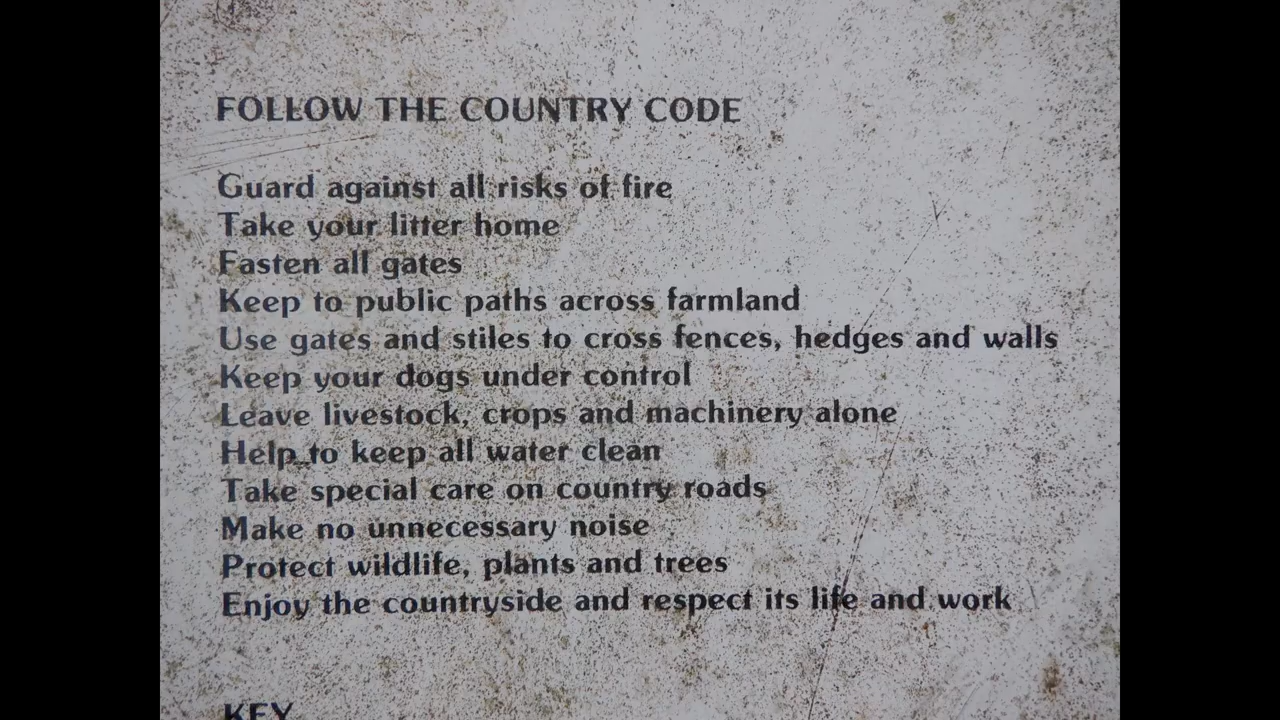 FOLLOW THE COUNTRY CODE
Guard against all risks of fire
Take your litter home
Fasten all gates
Keep to public paths across farmland
Use gates and stiles to cross fences, hedges and walls
Keep your dogs under control
Leave livestock, crops and machinery alone
Help to keep all water clean
Take special care on country roads
Make no unnecessary noise
Protect wildlife, plants and trees
Enjoy the countryside and respect its life and work
KEY